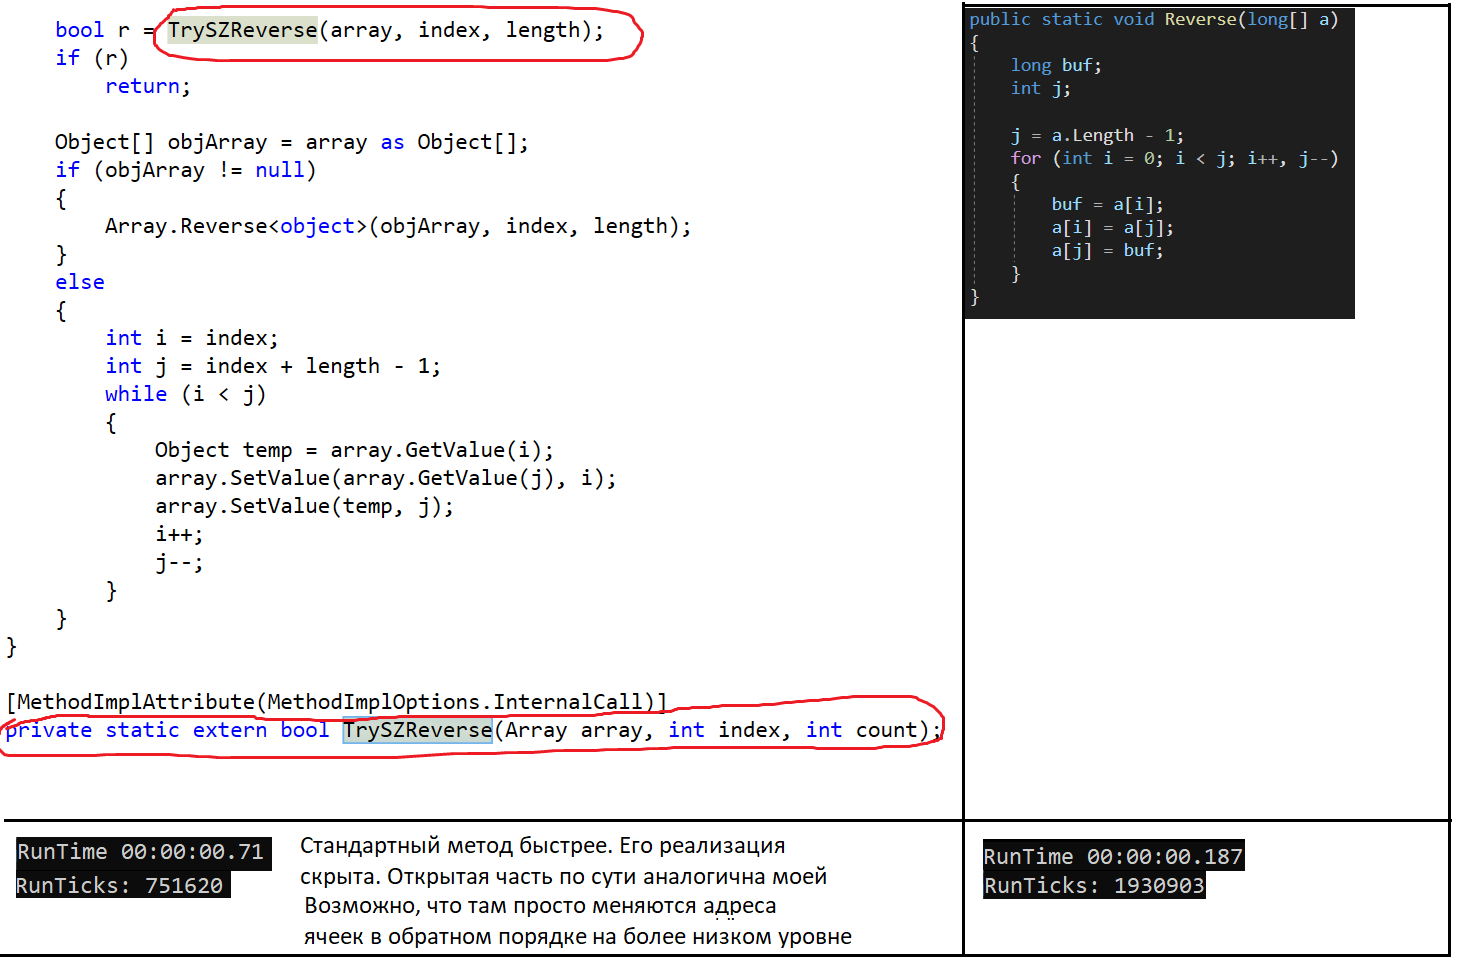 bool r = TrySZReverse(array, index, length);
if (r)
return;
Object[] objArray = array as Object[];
if (objArray != null)
{
Array.Reverse<object>(objArray, index, length);
}
else
{
int i = index;
int j = index + length - 1;
while (i < j)
{
Object temp = array.GetValue(i);
array.SetValue(array.GetValue(j), i);
array.SetValue(temp, j);
i++;
j--;
}
}
}
[MethodImplAttribute(MethodImplOptions.InternalCall)]
private static extern bool TrySZReverse(Array array, int index, int count);
public static void Reverse(long[] a)
{
long buf;
int j;
j = a.Length - 1;
for (int i = 0; i < j; i++, j--)
{
buf = a[i];
a[i] = a[j];
a[j] = buf;
}
}
RunTime 00:00:00.71
RunTicks: 751620
Стандартный метод быстрее. Его реализация
скрыта. Открытая часть по сути аналогична моей
Возможно, что там просто меняются адреса
ячеек в обратном порядке на более низком уровне
RunTime 00:00:00.187
RunTicks: 1930903